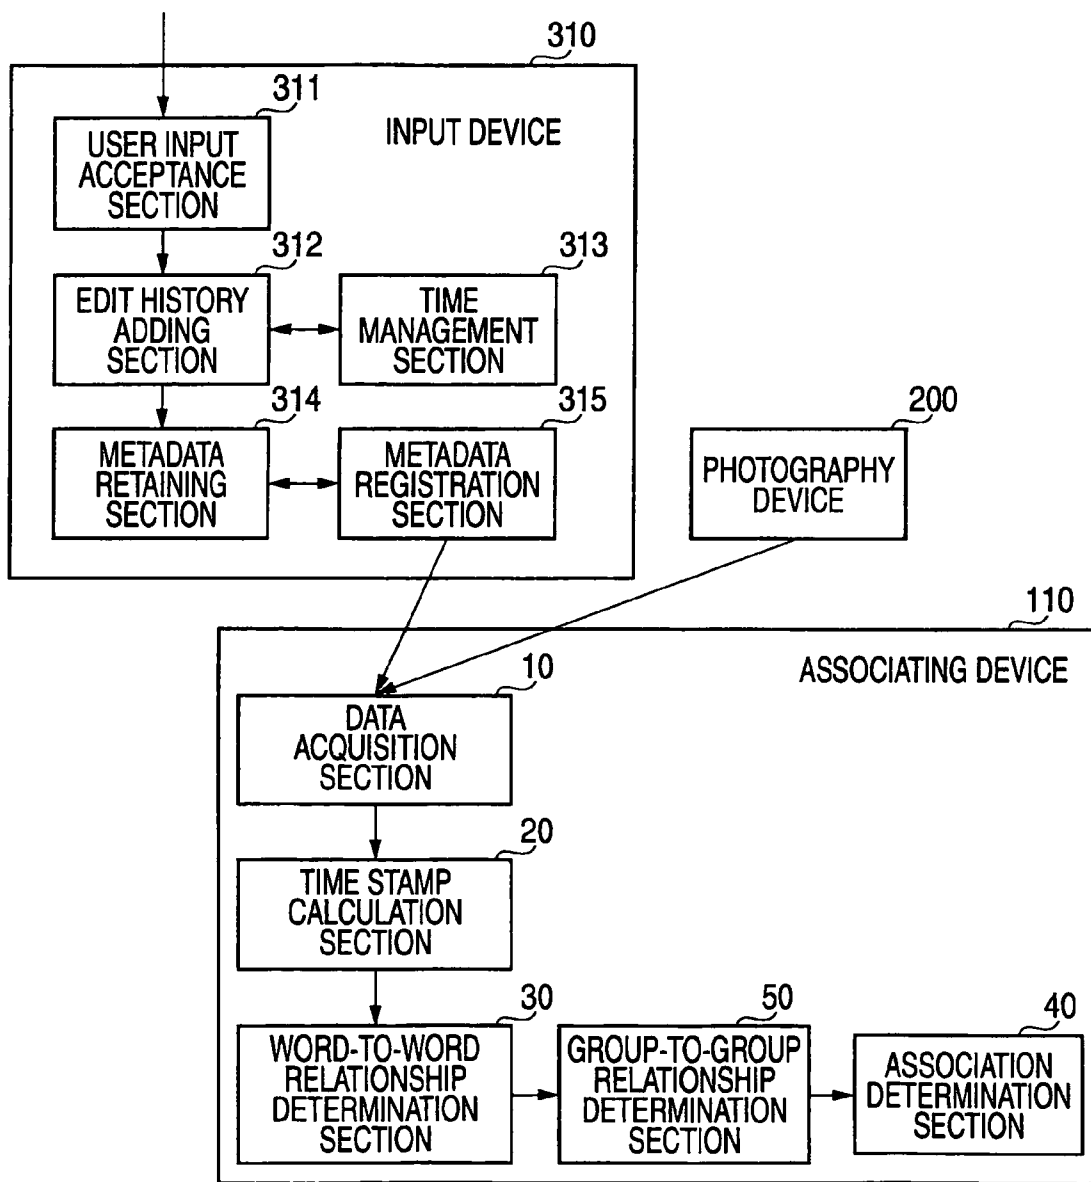 310
INPUT DEVICE
311
USER INPUT
ACCEPTANCE
SECTION
312
EDIT HISTORY
ADDING
SECTION
313
TIME
MANAGEMENT
SECTION
314
METADATA
RETAINING
SECTION
315
METADATA
REGISTRATION
SECTION
200
PHOTOGRAPHY
DEVICE
110
ASSOCIATING DEVICE
10
DATA
ACQUISITION
SECTION
20
TIME STAMP
CALCULATION
SECTION
30
WORD-TO-WORD
RELATIONSHIP
DETERMINATION
SECTION
50
GROUP-TO-GROUP
RELATIONSHIP
DETERMINATION
SECTION
40
ASSOCIATION
DETERMINATION
SECTION